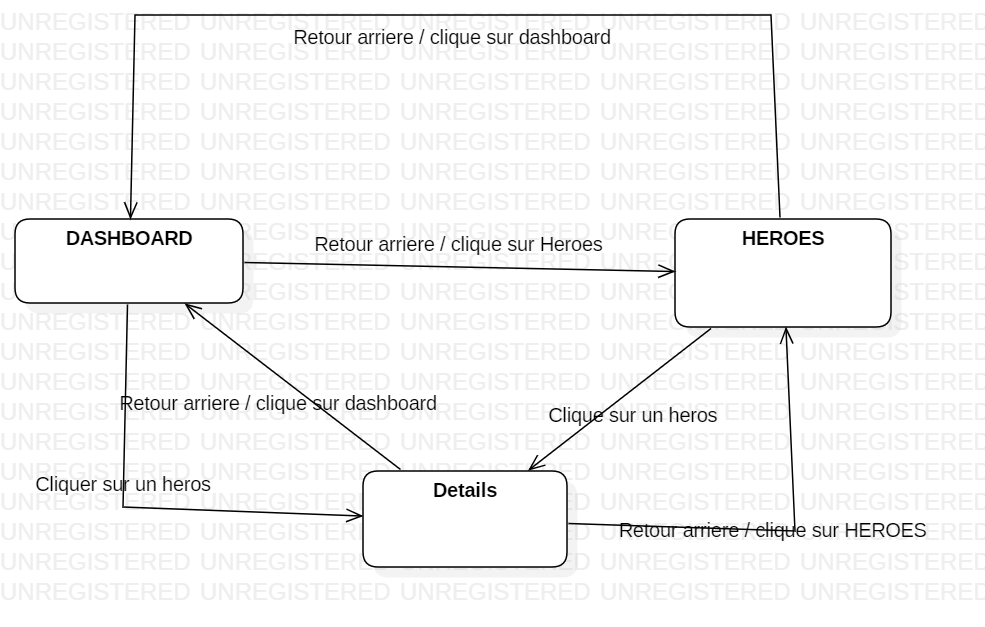 Retour arriere / clique sur dashboard
DASHBOARD
Retour arriere / clique sur Heroes
HEROES
Retour arriere / clique sur dashboard
Clique sur un heros
Cliquer sur un heros
Details
Retour arriere / clique sur HEROES
UNREGISTERED